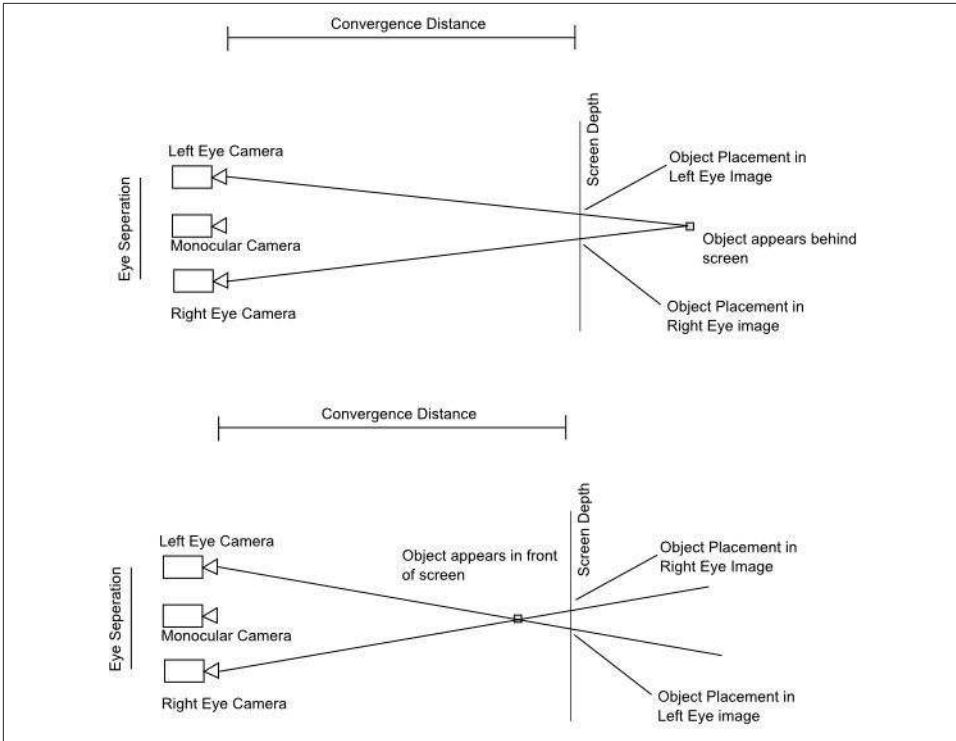 Convergence Distance
Left Eye Camera
Screen Depth
Object Placement in
Left Eye Image
Eye Seperation
Monocular Camera
Object appears behind
screen
Right Eye Camera
Object Placement in
Right Eye image
Convergence Distance
Left Eye Camera
Object appears in front
of screen
Screen Depth
Object Placement in
Right Eye Image
Eye Seperation
Monocular Camera
Right Eye Camera
Object Placement in
Left Eye image